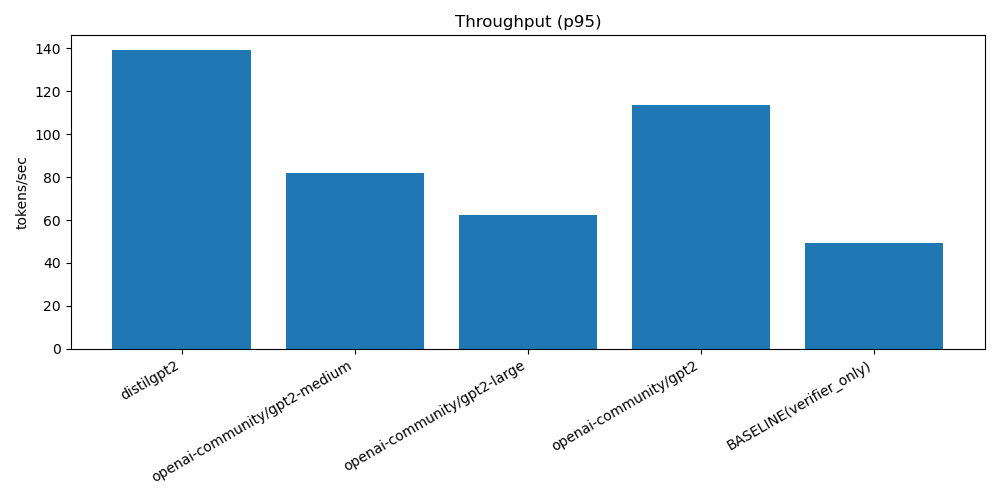 Throughput (p95)
tokens/sec
140
120
100
80
60
40
20
0
distilgpt2
openai-community/gpt2-medium
openai-community/gpt2-large
openai-community/gpt2
BASELINE(verifier_only)